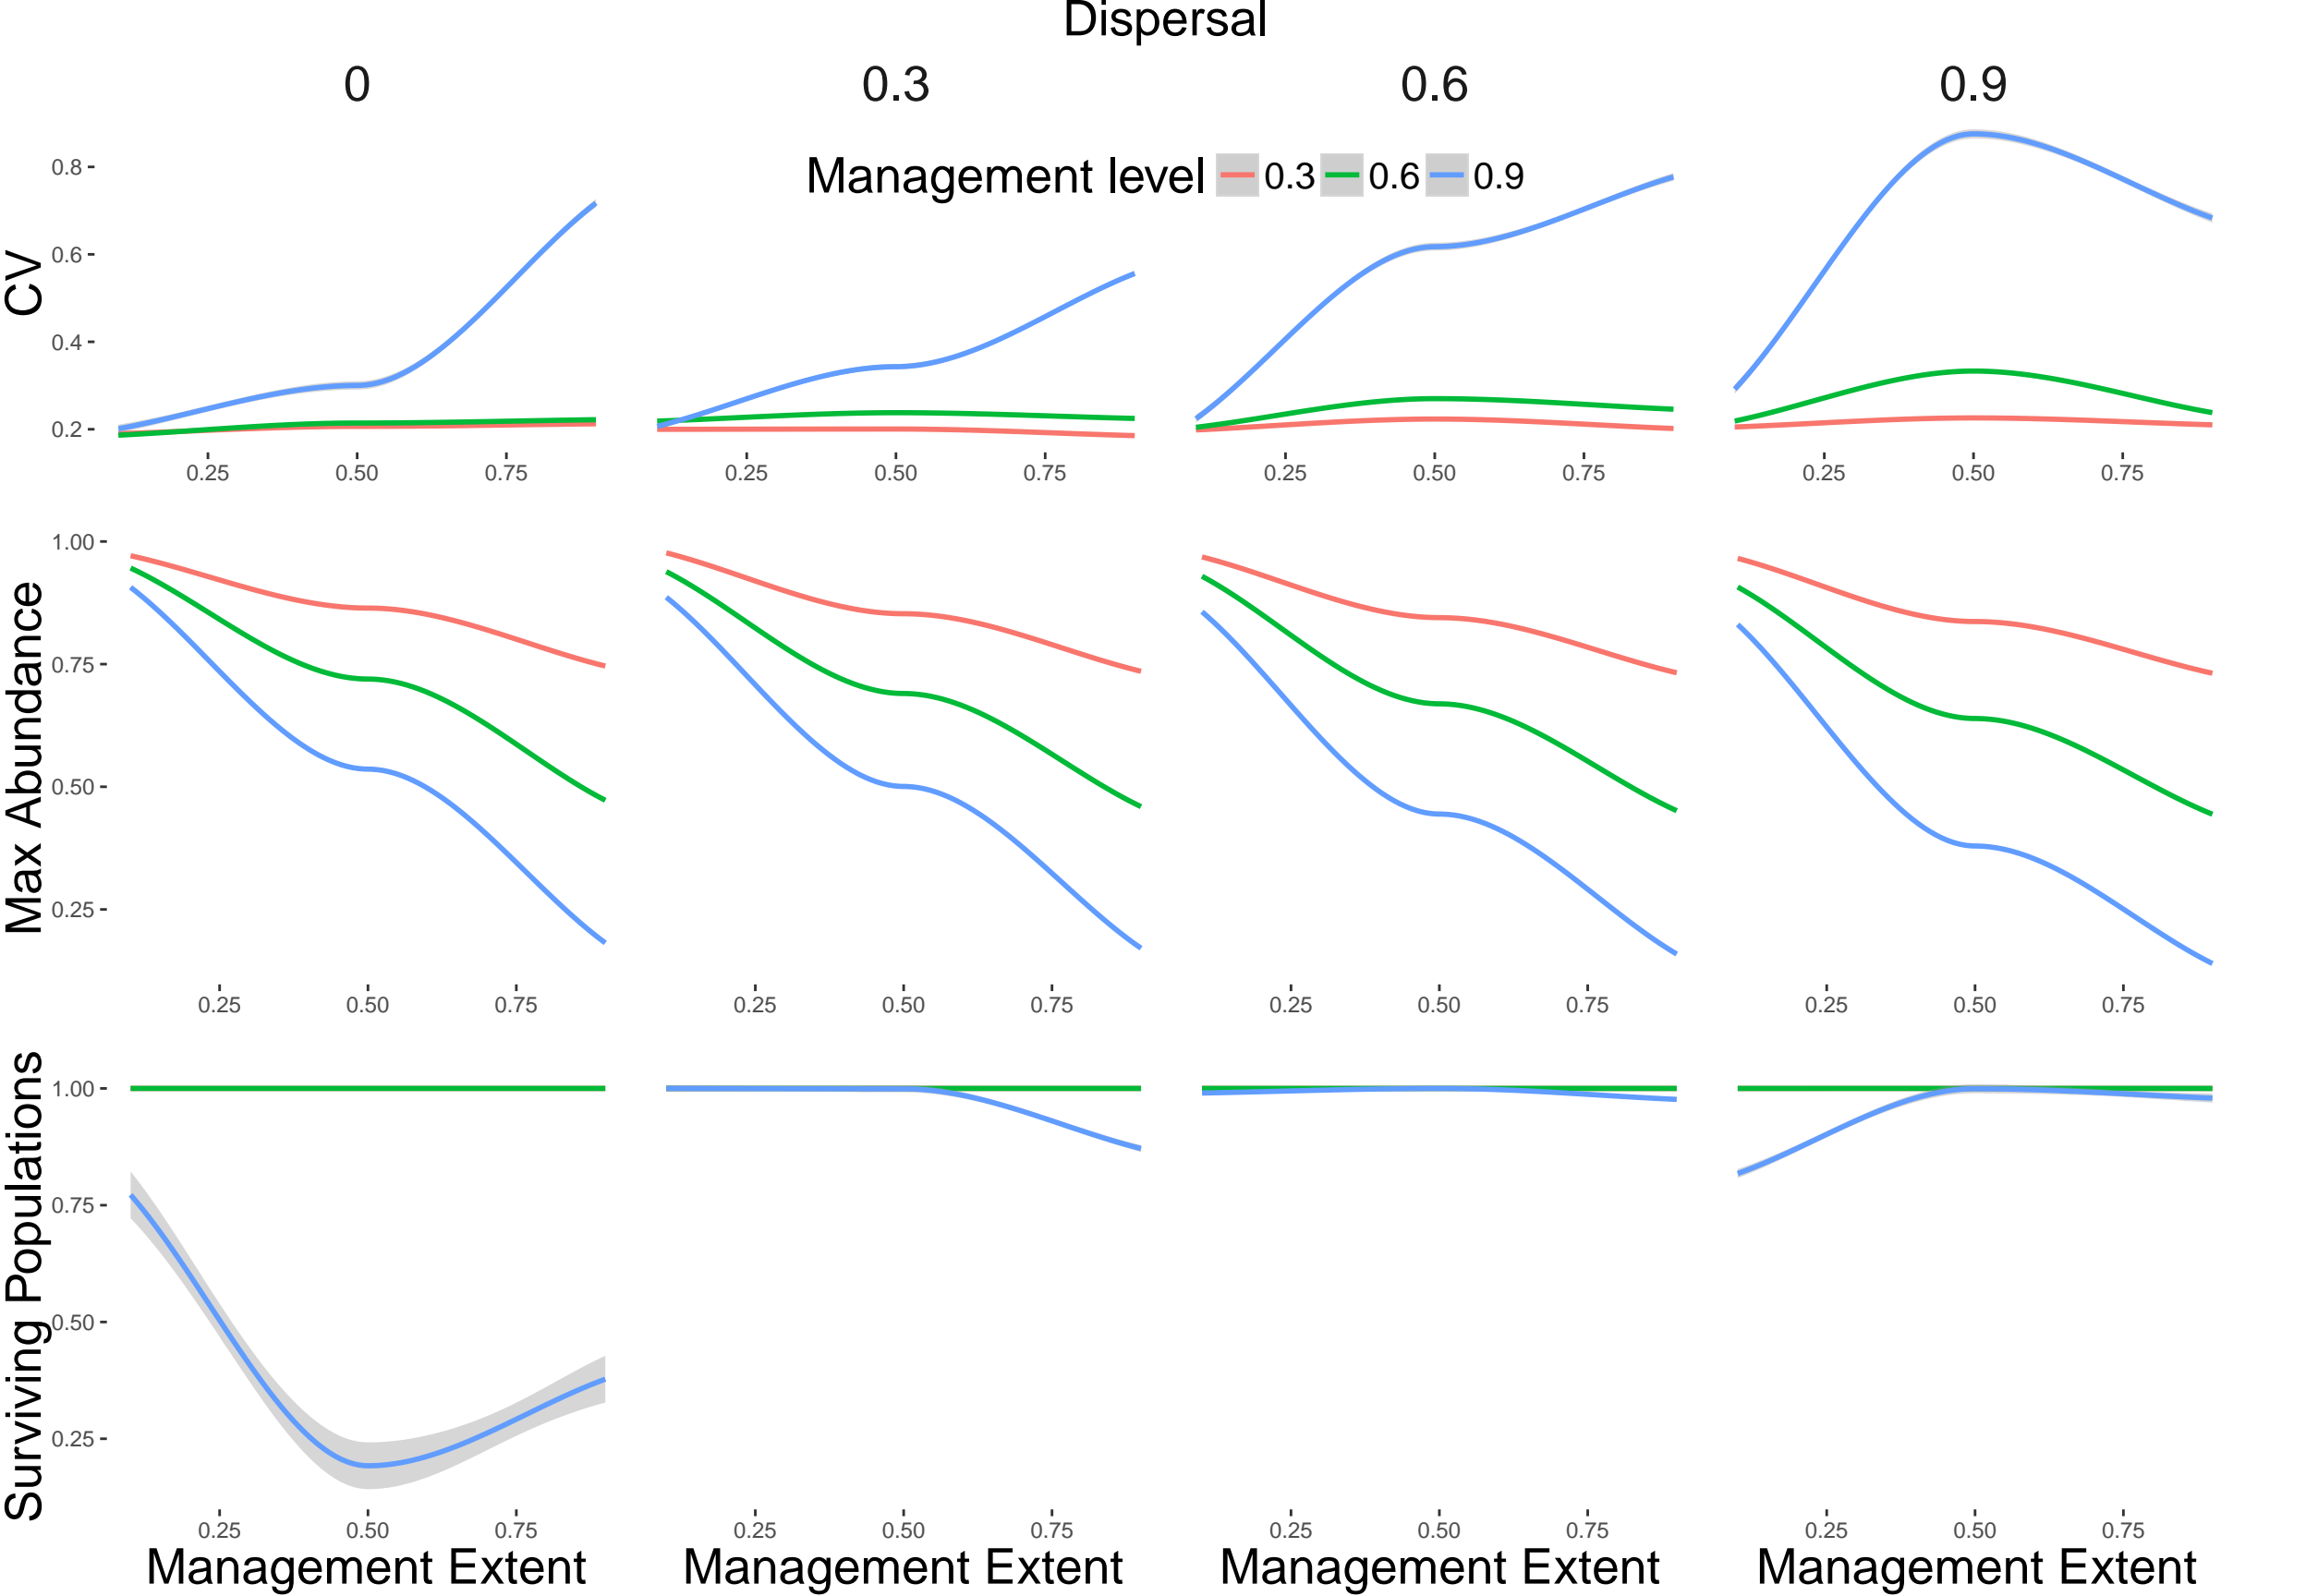 Dispersal
0 0.3 0.6 0.9
Management level 0.3 0.6 0.9
CV
0.8
0.6
0.4
0.2
0.25 0.50 0.75 0.25 0.50 0.75 0.25 0.50 0.75 0.25 0.50 0.75
Max Abundance
1.00
0.75
0.50
0.25
0.25 0.50 0.75 0.25 0.50 0.75 0.25 0.50 0.75 0.25 0.50 0.75
Surviving Populations
1.00
0.75
0.50
0.25
0.25 0.50 0.75 0.25 0.50 0.75 0.25 0.50 0.75 0.25 0.50 0.75
Management Extent Management Extent Management Extent Management Extent